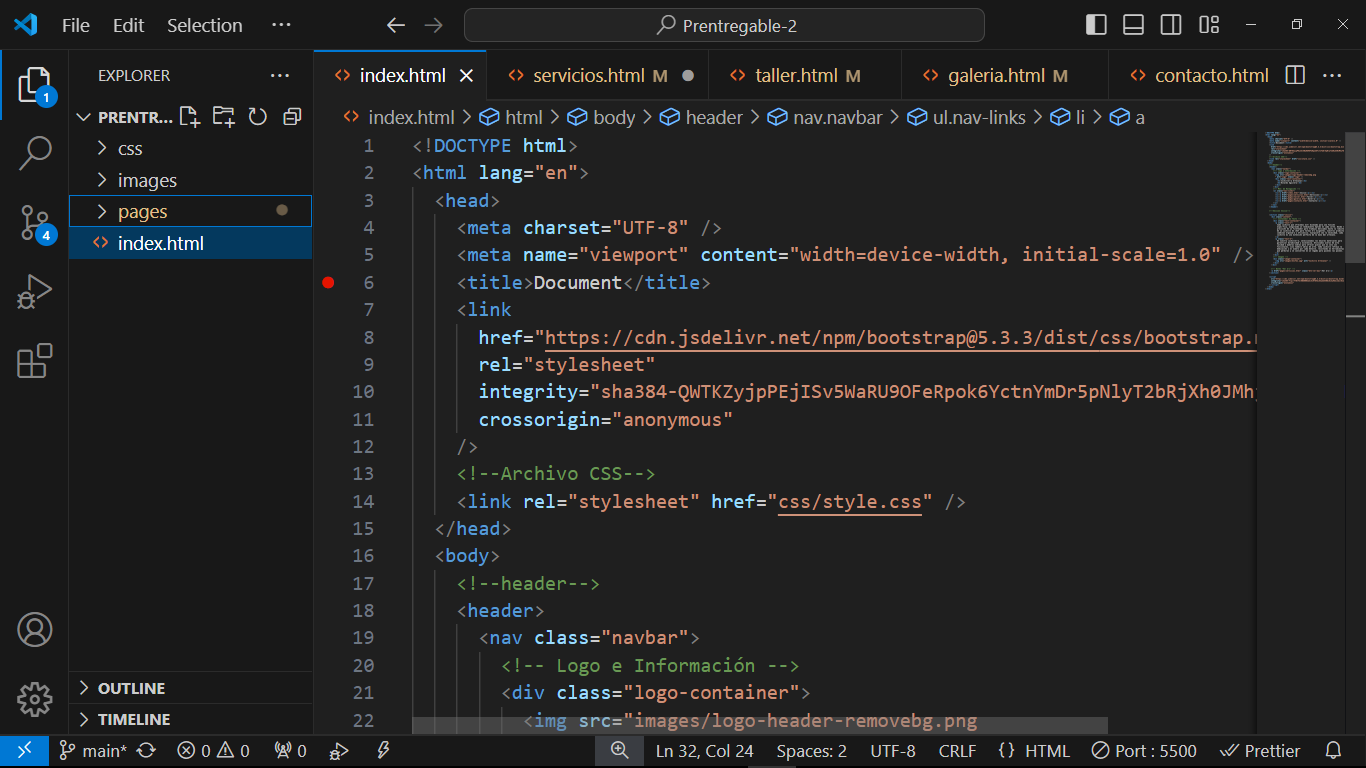 File Edit Selection ··· Prentregable-2
EXPLORER ···
PRENTR...
css
images
pages
index.html
OUTLINE
TIMELINE
1
4
index.html servicios.html M taller.html M galeria.html M contacto.html ···
index.html > html > body > header > nav.navbar > ul.nav-links > li > a
1 <!DOCTYPE html>
2 <html lang="en">
3 <head>
4 <meta charset="UTF-8" />
5 <meta name="viewport" content="width=device-width, initial-scale=1.0" />
6 <title>Document</title>
7 <link
8 href="https://cdn.jsdelivr.net/npm/bootstrap@5.3.3/dist/css/bootstrap.
9 rel="stylesheet"
10 integrity="sha384-QWTKZyjpPEjISv5WaRU9OFeRpok6YctnYmDr5pNlyT2bRjXh0JMh
11 crossorigin="anonymous"
12 />
13 <!--Archivo CSS-->
14 <link rel="stylesheet" href="css/style.css" />
15 </head>
16 <body>
17 <!--header-->
18 <header>
19 <nav class="navbar">
20 <!-- Logo e Información -->
21 <div class="logo-container">
22 <img src="images/logo-header-removebg.png
main* 0 0 0 Ln 32, Col 24 Spaces: 2 UTF-8 CRLF {} HTML Port : 5500 Prettier